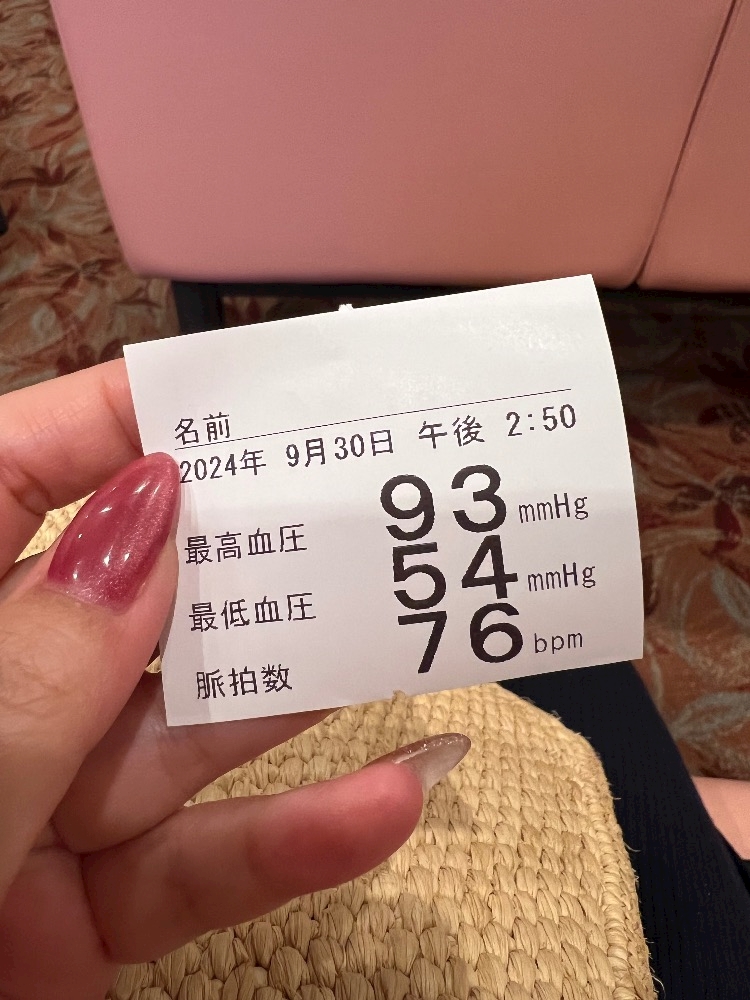 名前
2024年 9月30日 午後 2:50
最高血圧 93 mmHg
最低血圧 54 mmHg
脈拍数 76 bpm